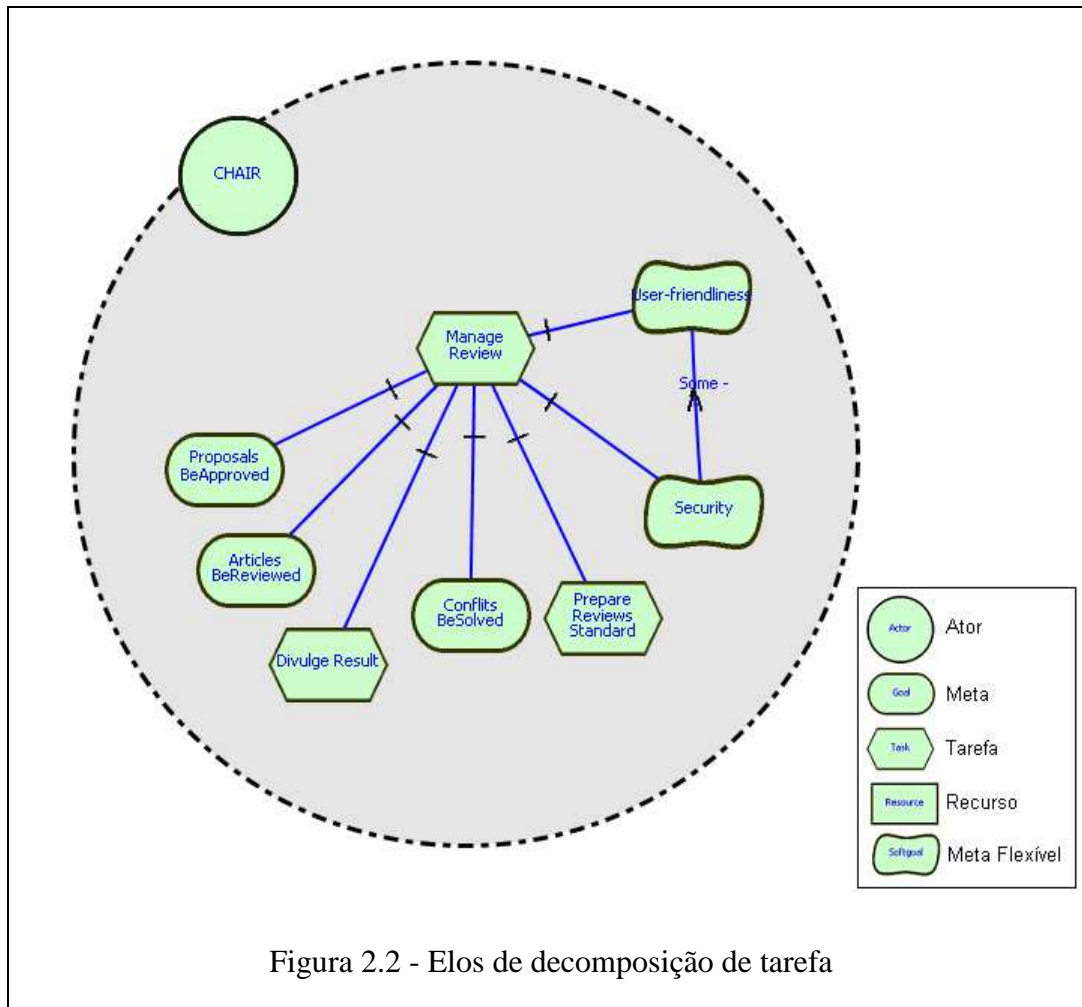 CHAIR
User-friendliness
Manage
Review
Some -
Proposals
BeApproved
Security
Articles
BeReviewed
Conflits
BeSolved
Prepare
Reviews
Standard
Divulge Result
Actor
Ator
Goal
Meta
Task
Tarefa
Resource
Recurso
Softgoal
Meta Flexível
Figura 2.2 - Elos de decomposição de tarefa